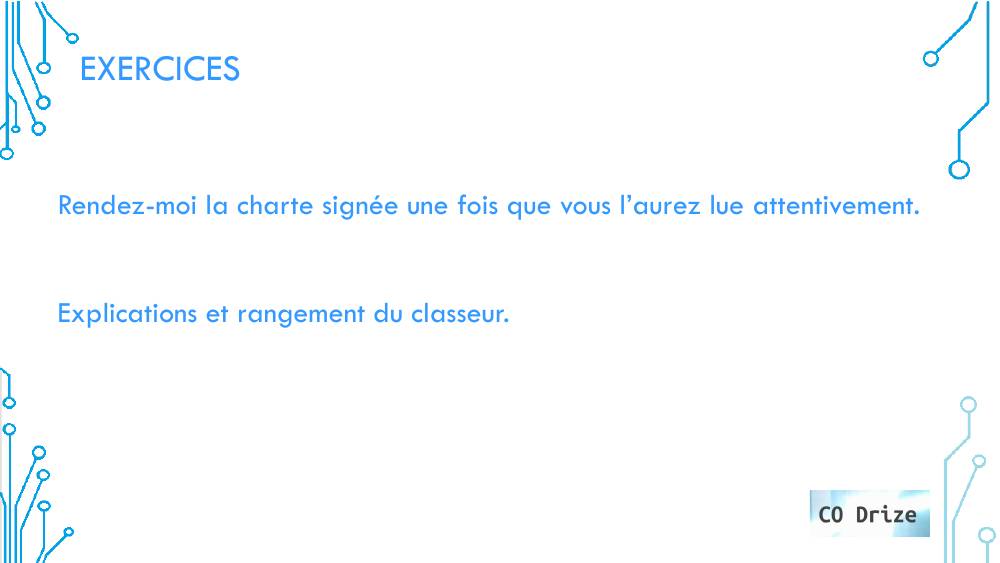 EXERCICES
Rendez-moi la charte signée une fois que vous l’aurez lue attentivement.
Explications et rangement du classeur.
CO Drize